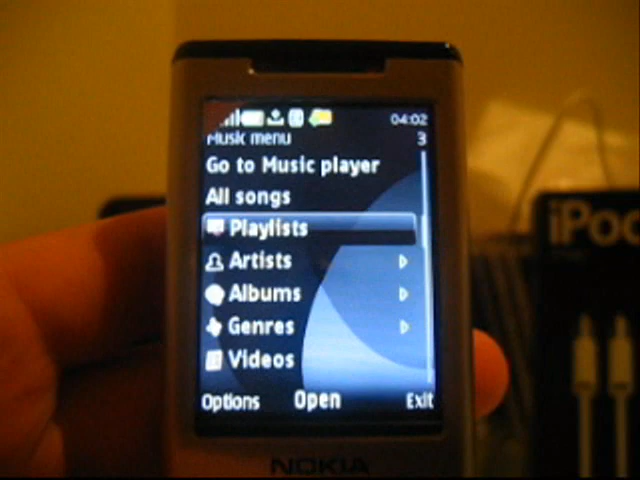 04:02
Music menu 3
Go to Music player
All songs
Playlists
Artists
Albums
Genres
Videos
Options Open Exit
NOKIA
iPod